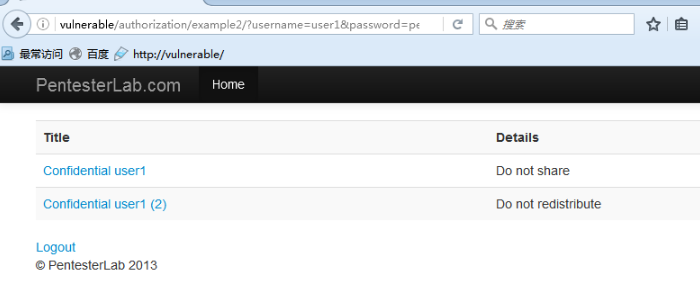 vulnerable/authorization/example2/?username=user1&password=pe
搜索
最常访问 百度 http://vulnerable/
PentesterLab.com Home
Title Details
Confidential user1 Do not share
Confidential user1 (2) Do not redistribute
Logout
© PentesterLab 2013